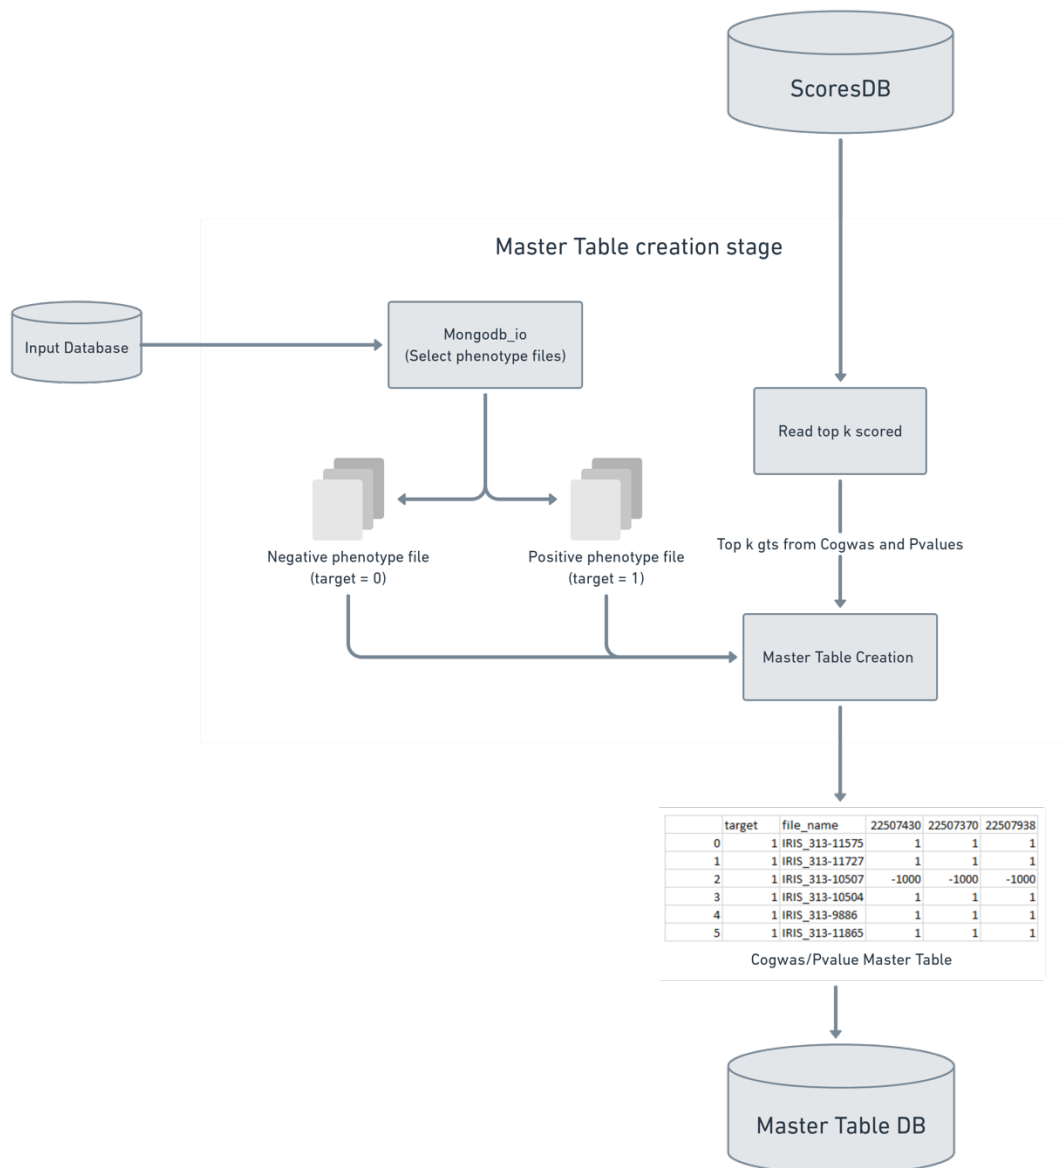 ScoresDB
Master Table creation stage
Input Database
Mongodb_io
(Select phenotype files)
Read top k scored
Negative phenotype file
(target = 0)
Positive phenotype file
(target = 1)
Top k gts from Cogwas and Pvalues
Master Table Creation
target file_name 22507430 22507370 22507938
0 1 IRIS_313-11575 1 1 1
1 1 IRIS_313-11727 1 1 1
2 1 IRIS_313-10507 -1000 -1000 -1000
3 1 IRIS_313-10504 1 1 1
4 1 IRIS_313-9886 1 1 1
5 1 IRIS_313-11865 1 1 1
Cogwas/Pvalue Master Table
Master Table DB